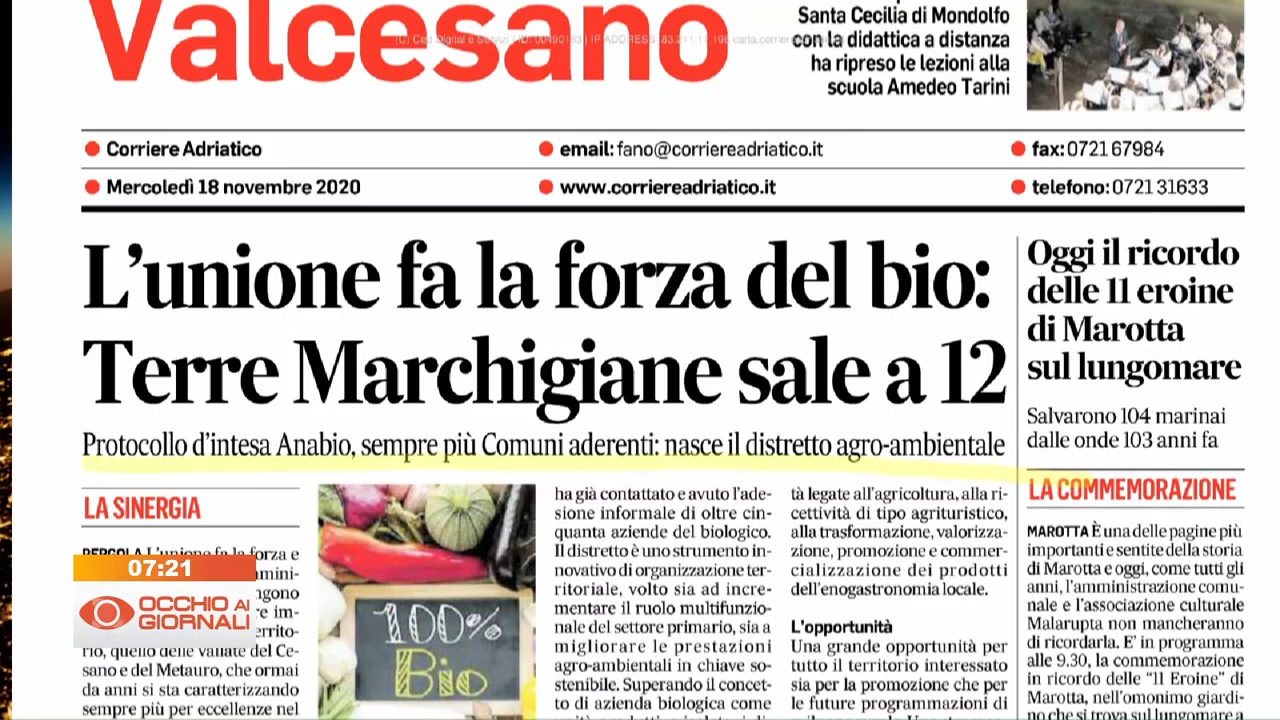 Valcesano
Santa Cecilia di Mondolfo
con la didattica a distanza
ha ripreso le lezioni alla
scuola Amedeo Tarini
Corriere Adriatico
email: fano@corriereadriatico.it
fax: 0721 67984
Mercoledì 18 novembre 2020
www.corriereadriatico.it
telefono: 0721 31633
L'unione fa la forza del bio:
Terre Marchigiane sale a 12
Protocollo d'intesa Anabio, sempre più Comuni aderenti: nasce il distretto agro-ambientale
LA SINERGIA
PERGOLA L'unione fa la forza e
07:21
OCCHIO AI
GIORNALI
rio, quello delle vallate del Ce-
sano e del Metauro, che ormai
da anni si sta caratterizzando
sempre più per eccellenze nel
100%
Bio
ha già contattato e avuto l'ade-
sione informale di oltre cin-
quanta aziende del biologico.
Il distretto è uno strumento in-
novativo di organizzazione ter-
ritoriale, volto sia ad incre-
mentare il ruolo multifunzio-
nale del settore primario, sia a
migliorare le prestazioni
agro-ambientali in chiave so-
stenibile. Superando il concet-
to di azienda biologica come
tà legate all'agricoltura, alla ri-
cettività di tipo agrituristico,
alla trasformazione, valorizza-
zione, promozione e commer-
cializzazione dei prodotti
dell'enogastronomia locale.
L'opportunità
Una grande opportunità per
tutto il territorio interessato
sia per la promozione che per
le future programmazioni di
Oggi il ricordo
delle 11 eroine
di Marotta
sul lungomare
Salvarono 104 marinai
dalle onde 103 anni fa
LA COMMEMORAZIONE
MAROTTA È una delle pagine più
importanti e sentite della storia
di Marotta e oggi, come tutti gli
anni, l'amministrazione comu-
nale e l'associazione culturale
Malarupta non mancheranno
di ricordarla. E' in programma
alle 9.30, la commemorazione
in ricordo delle "11 Eroine" di
Marotta, nell'omonimo giardi-
no che si trova sul lungomare a